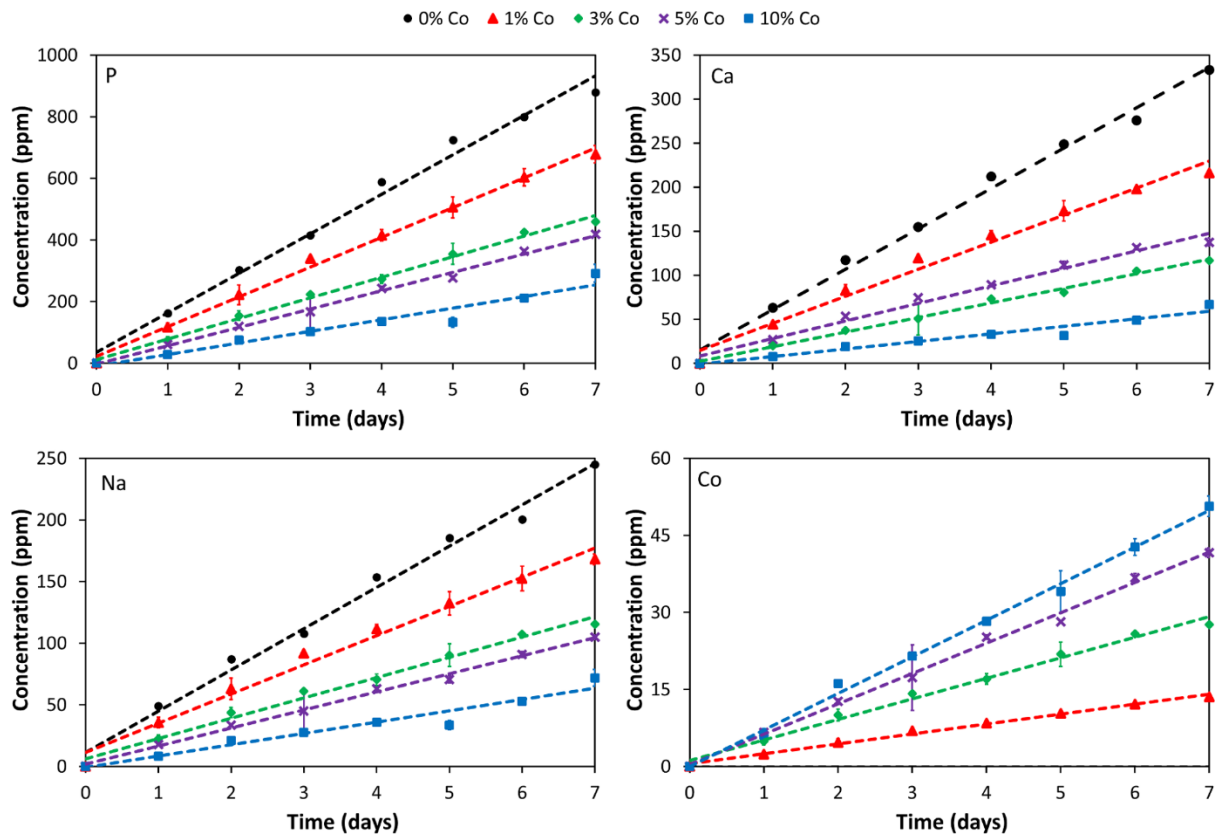 0% Co 1% Co 3% Co 5% Co 10% Co
P
Concentration (ppm)
1000
800
600
400
200
0
0 1 2 3 4 5 6 7
Time (days)
Ca
Concentration (ppm)
350
300
250
200
150
100
50
0
0 1 2 3 4 5 6 7
Time (days)
Na
Concentration (ppm)
250
200
150
100
50
0
0 1 2 3 4 5 6 7
Time (days)
Co
Concentration (ppm)
60
45
30
15
0
0 1 2 3 4 5 6 7
Time (days)